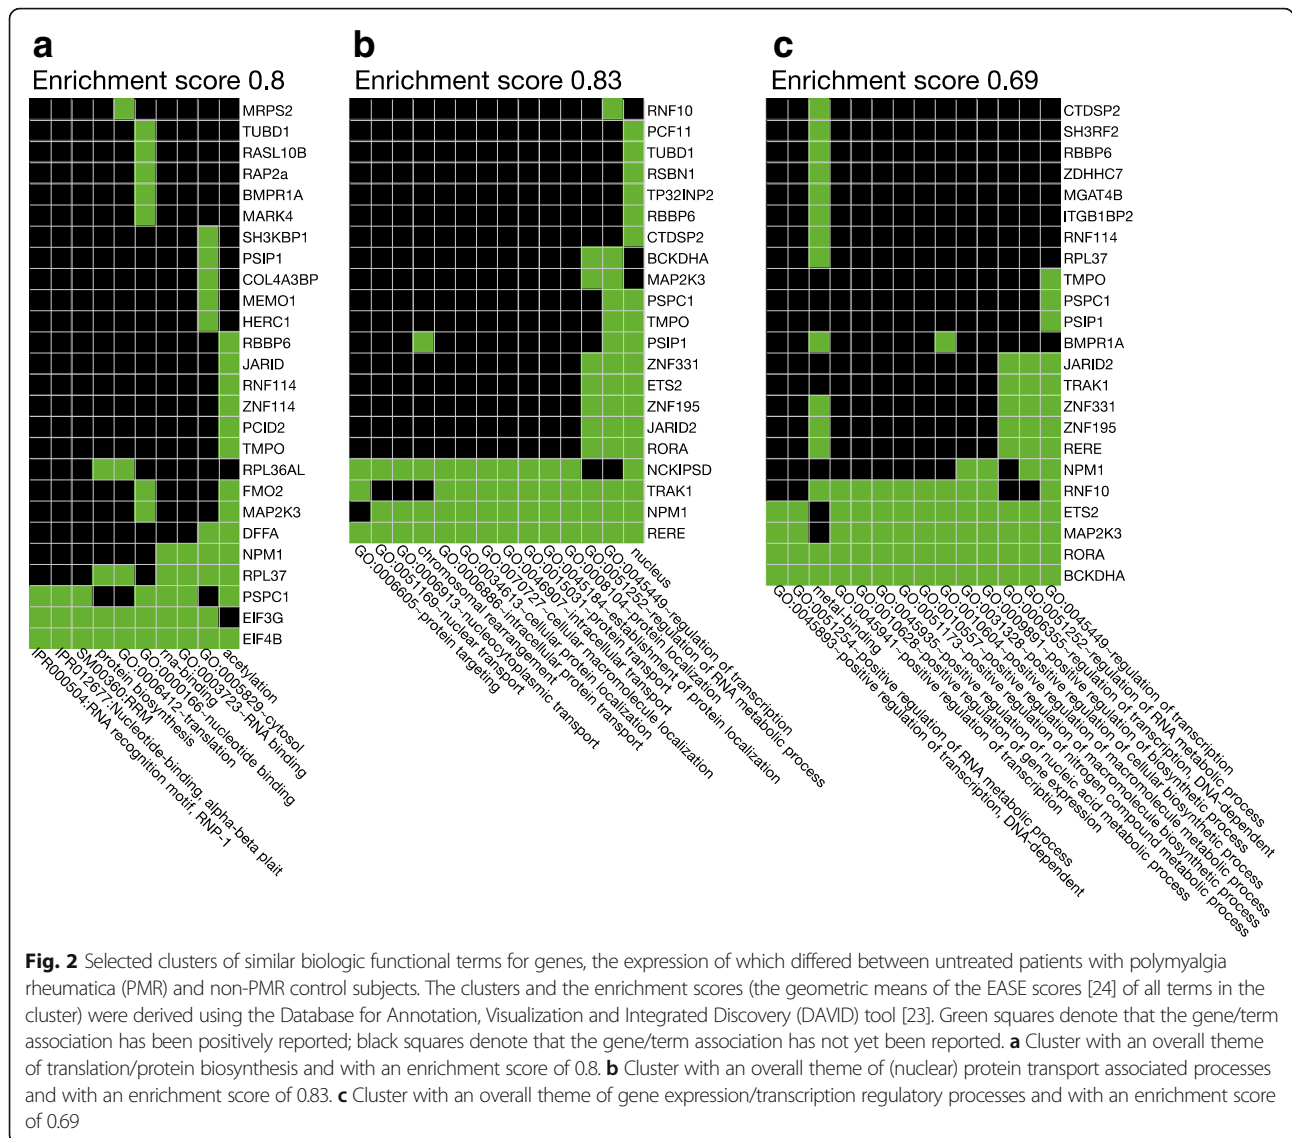 a
Enrichment score 0.8
MRPS2
TUBD1
RASL10B
RAP2a
BMPR1A
MARK4
SH3KBP1
PSIP1
COL4A3BP
MEMO1
HERC1
RBBP6
JARID
RNF114
ZNF114
PCID2
TMPO
RPL36AL
FMO2
MAP2K3
DFFA
NPM1
RPL37
PSPC1
EIF3G
EIF4B
IPR000504:RNA recognition motif, RNP-1
IPR012677:Nucleotide-binding, alpha-beta plait
SM00360:RRM
protein biosynthesis
GO:0006412~translation
GO:0000166~nucleotide binding
rna-binding
GO:0003723~RNA binding
GO:0005829~cytosol
acetylation
b
Enrichment score 0.83
RNF10
PCF11
TUBD1
RSBN1
TP32INP2
RBBP6
CTDSP2
BCKDHA
MAP2K3
PSPC1
TMPO
PSIP1
ZNF331
ETS2
ZNF195
JARID2
RORA
NCKIPSD
TRAK1
NPM1
RERE
GO:0006605~protein targeting
GO:0051169~nuclear transport
GO:0006913~nucleocytoplasmic transport
chromosomal rearrangement
GO:0006886~intracellular protein transport
GO:0034613~cellular protein localization
GO:0070727~cellular macromolecule localization
GO:0046907~intracellular transport
GO:0015031~protein transport
GO:0045184~establishment of protein localization
GO:0008104~protein localization
GO:0051252~regulation of RNA metabolic process
GO:0045449~regulation of transcription
nucleus
c
Enrichment score 0.69
CTDSP2
SH3RF2
RBBP6
ZDHHC7
MGAT4B
ITGB1BP2
RNF114
RPL37
TMPO
PSPC1
PSIP1
BMPR1A
JARID2
TRAK1
ZNF331
ZNF195
RERE
NPM1
RNF10
ETS2
MAP2K3
RORA
BCKDHA
GO:0045893~positive regulation of transcription, DNA-dependent
GO:0051254~positive regulation of RNA metabolic process
metal-binding
GO:0045941~positive regulation of transcription
GO:0010628~positive regulation of gene expression
GO:0045935~positive regulation of nucleic acid metabolic process
GO:0051173~positive regulation of nitrogen compound metabolic process
GO:0010557~positive regulation of macromolecule biosynthetic process
GO:0010604~positive regulation of macromolecule metabolic process
GO:0031328~positive regulation of cellular biosynthetic process
GO:0009891~positive regulation of biosynthetic process
GO:0006355~regulation of transcription, DNA-dependent
GO:0051252~regulation of RNA metabolic process
GO:0045449~regulation of transcription
Fig. 2 Selected clusters of similar biologic functional terms for genes, the expression of which differed between untreated patients with polymyalgia
rheumatica (PMR) and non-PMR control subjects. The clusters and the enrichment scores (the geometric means of the EASE scores [24] of all terms in the
cluster) were derived using the Database for Annotation, Visualization and Integrated Discovery (DAVID) tool [23]. Green squares denote that the gene/term
association has been positively reported; black squares denote that the gene/term association has not yet been reported. a Cluster with an overall theme
of translation/protein biosynthesis and with an enrichment score of 0.8. b Cluster with an overall theme of (nuclear) protein transport associated processes
and with an enrichment score of 0.83. c Cluster with an overall theme of gene expression/transcription regulatory processes and with an enrichment score
of 0.69